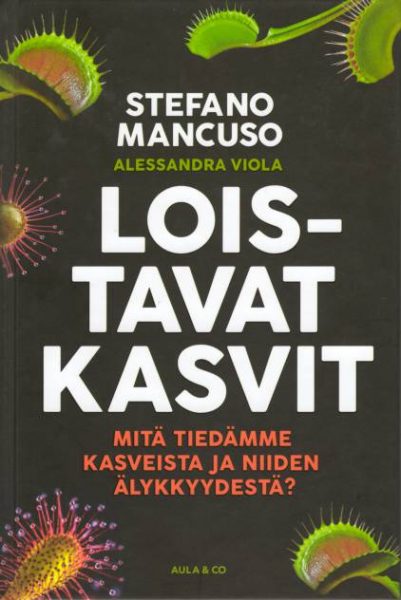 STEFANO
MANCUSO
ALESSANDRA VIOLA
LOIS-
TAVAT
KASVIT
MITÄ TIEDÄMME
KASVEISTA JA NIIDEN
ÄLYKKYYDESTÄ?
AULA & CO